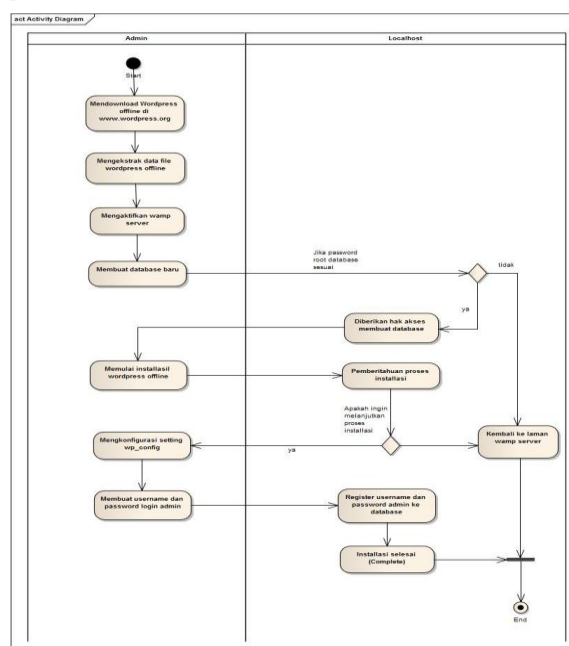 act Activity Diagram
Admin
Localhost
Start
Mendownload Wordpress
offline di
www.wordpress.org
Mengekstrak data file
wordpress offline
Mengaktifkan wamp
server
Membuat database baru
Jika password
root database
sesuai
tidak
ya
Diberikan hak akses
membuat database
Memulai installasil
wordpress offline
Pemberitahuan proses
installasi
Apakah ingin
melanjutkan
proses
installasi
Mengkonfigurasi setting
wp_config
ya
Kembali ke laman
wamp server
Membuat username dan
password login admin
Register username dan
password admin ke
database
Installasi selesai
(Complete)
End